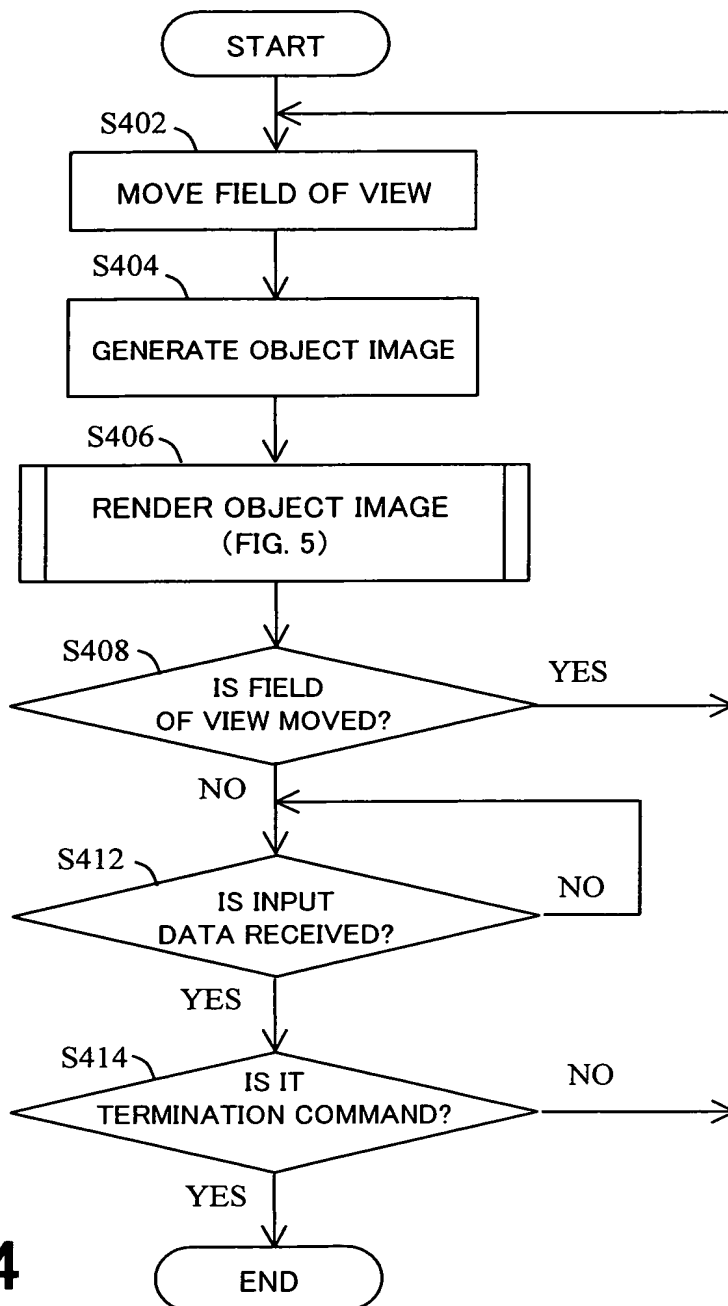 START
S402
MOVE FIELD OF VIEW
S404
GENERATE OBJECT IMAGE
S406
RENDER OBJECT IMAGE
(FIG. 5)
S408
IS FIELD
OF VIEW MOVED?
YES
NO
S412
IS INPUT
DATA RECEIVED?
NO
YES
S414
IS IT
TERMINATION COMMAND?
NO
YES
END
4